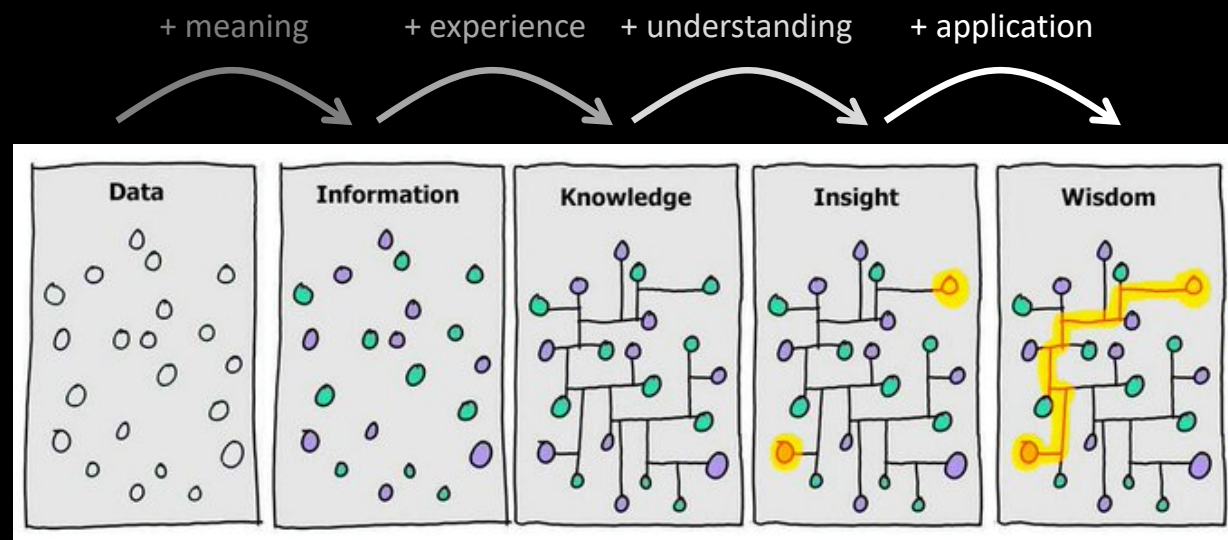 + meaning
+ experience
+ understanding
+ application
Data
Information
Knowledge
Insight
Wisdom